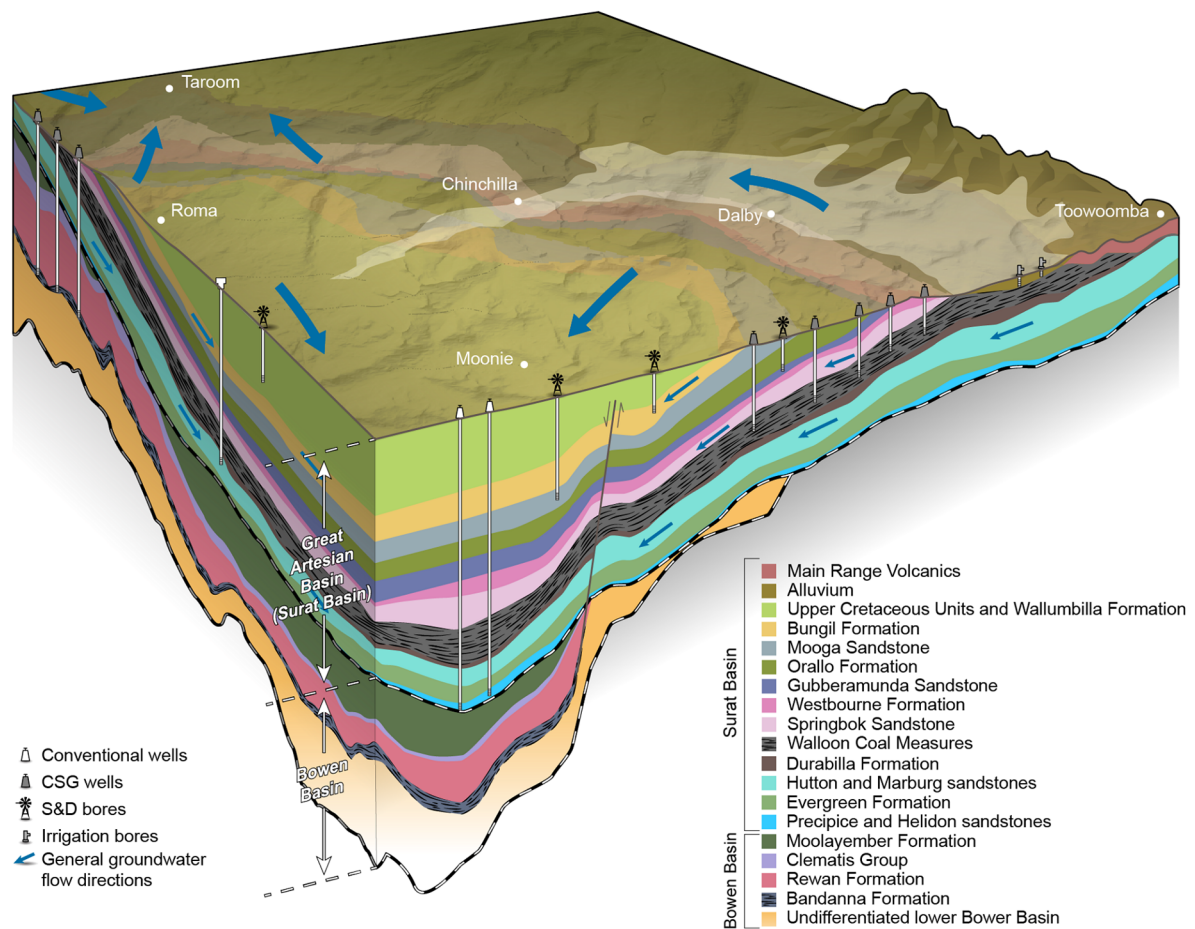 Taroom
Chinchilla
Roma
Dalby
Toowoomba
Moonie
Great
Artesian
Basin
(Surat Basin)
Bowen
Basin
Conventional wells
CSG wells
S&D bores
Irrigation bores
General groundwater
flow directions
Surat Basin
Main Range Volcanics
Alluvium
Upper Cretaceous Units and Wallumbilla Formation
Bungil Formation
Mooga Sandstone
Orallo Formation
Gubberamunda Sandstone
Westbourne Formation
Springbok Sandstone
Walloon Coal Measures
Durabilla Formation
Hutton and Marburg sandstones
Evergreen Formation
Precipice and Helidon sandstones
Bowen Basin
Moolayember Formation
Clematis Group
Rewan Formation
Bandanna Formation
Undifferentiated lower Bower Basin